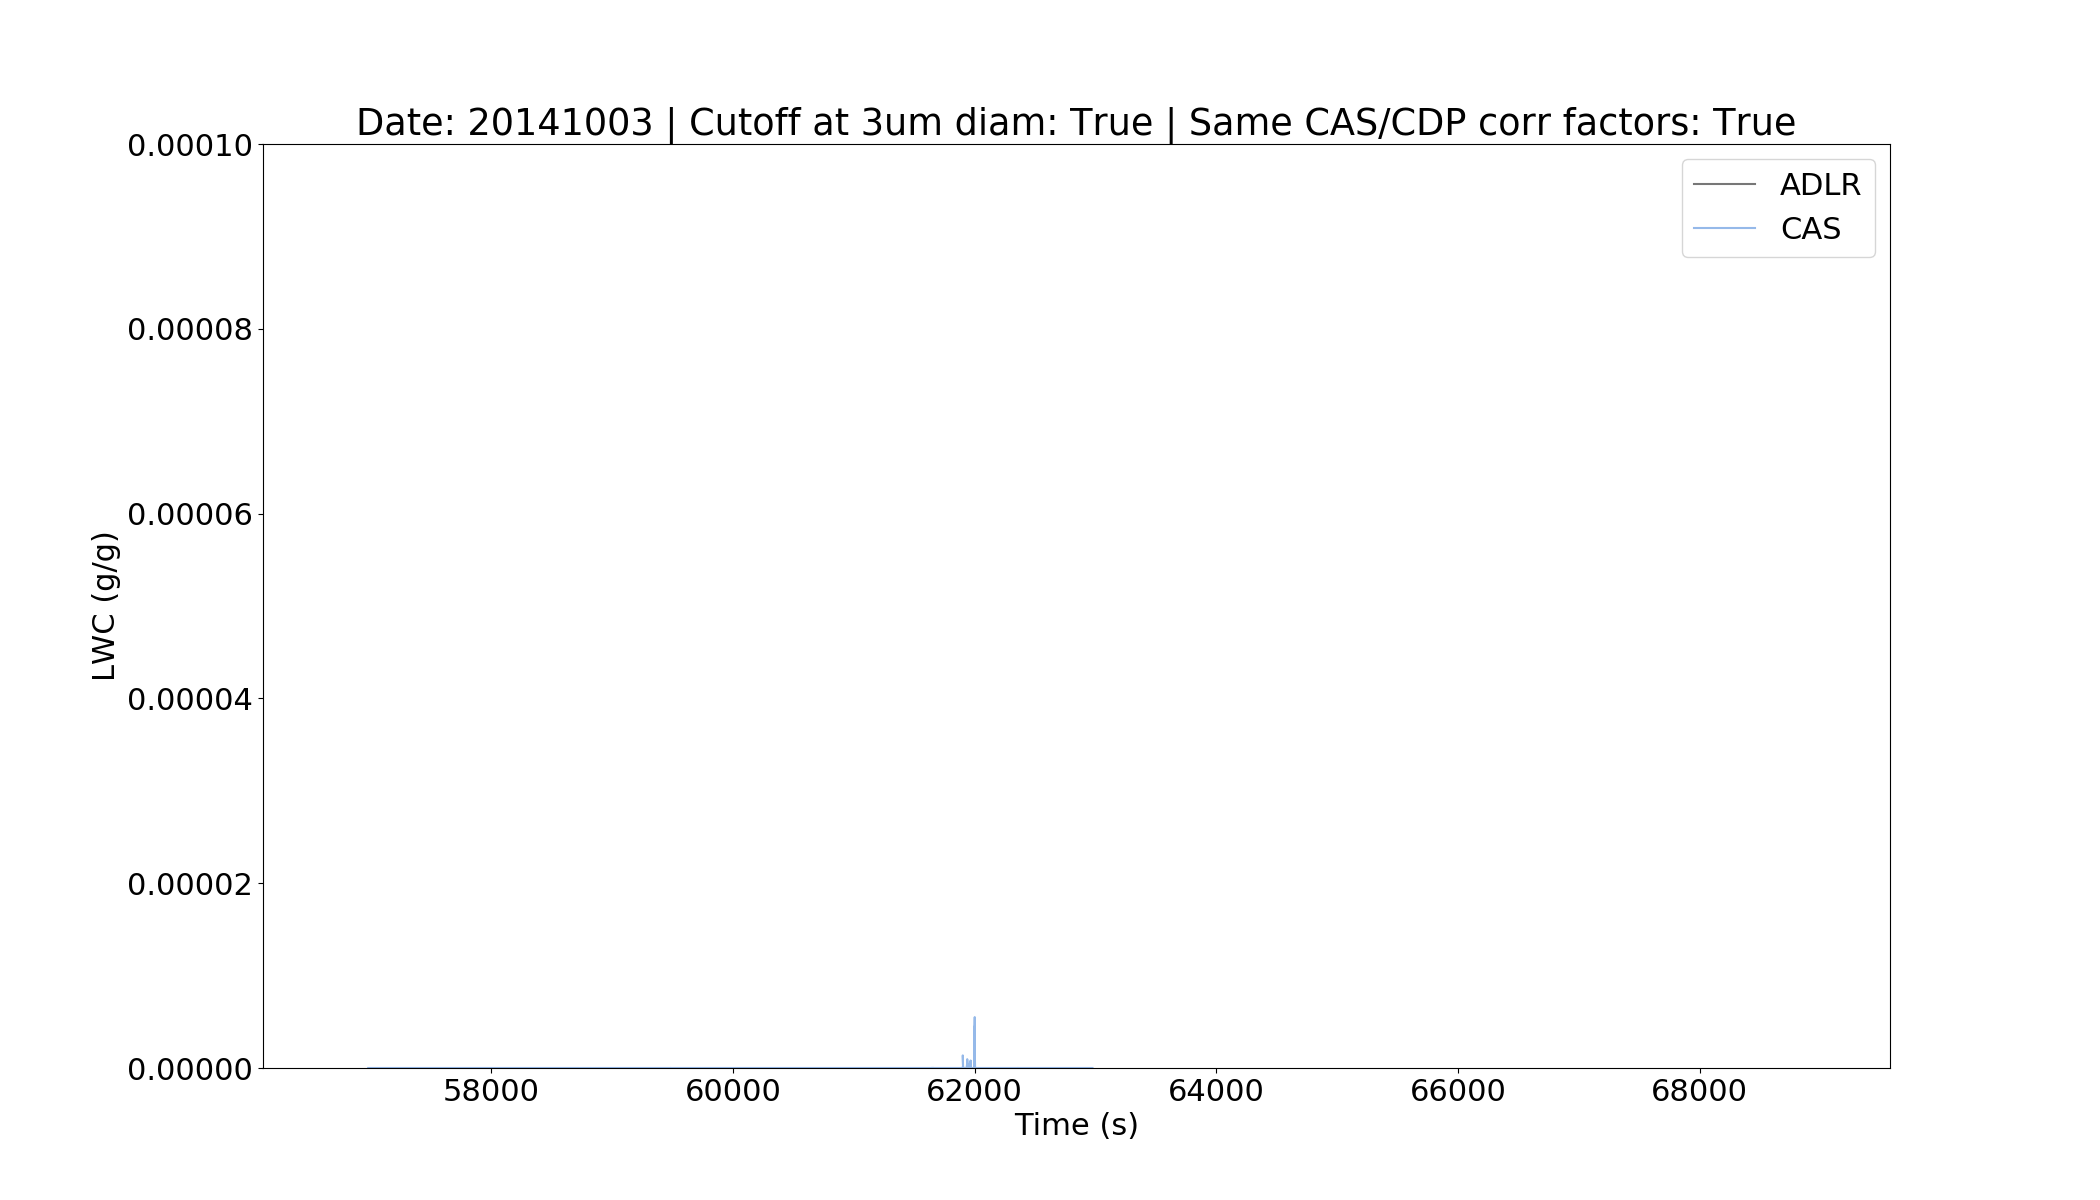 Date: 20141003 | Cutoff at 3um diam: True | Same CAS/CDP corr factors: True
0.00010
0.00008
0.00006
0.00004
0.00002
0.00000
LWC (g/g)
ADLR
CAS
58000 60000 62000 64000 66000 68000
Time (s)